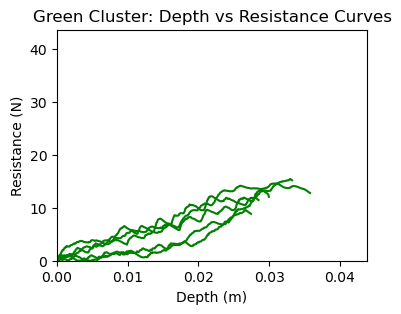 Green Cluster: Depth vs Resistance Curves
40
30
20
10
0
Resistance (N)
0.00 0.01 0.02 0.03 0.04
Depth (m)